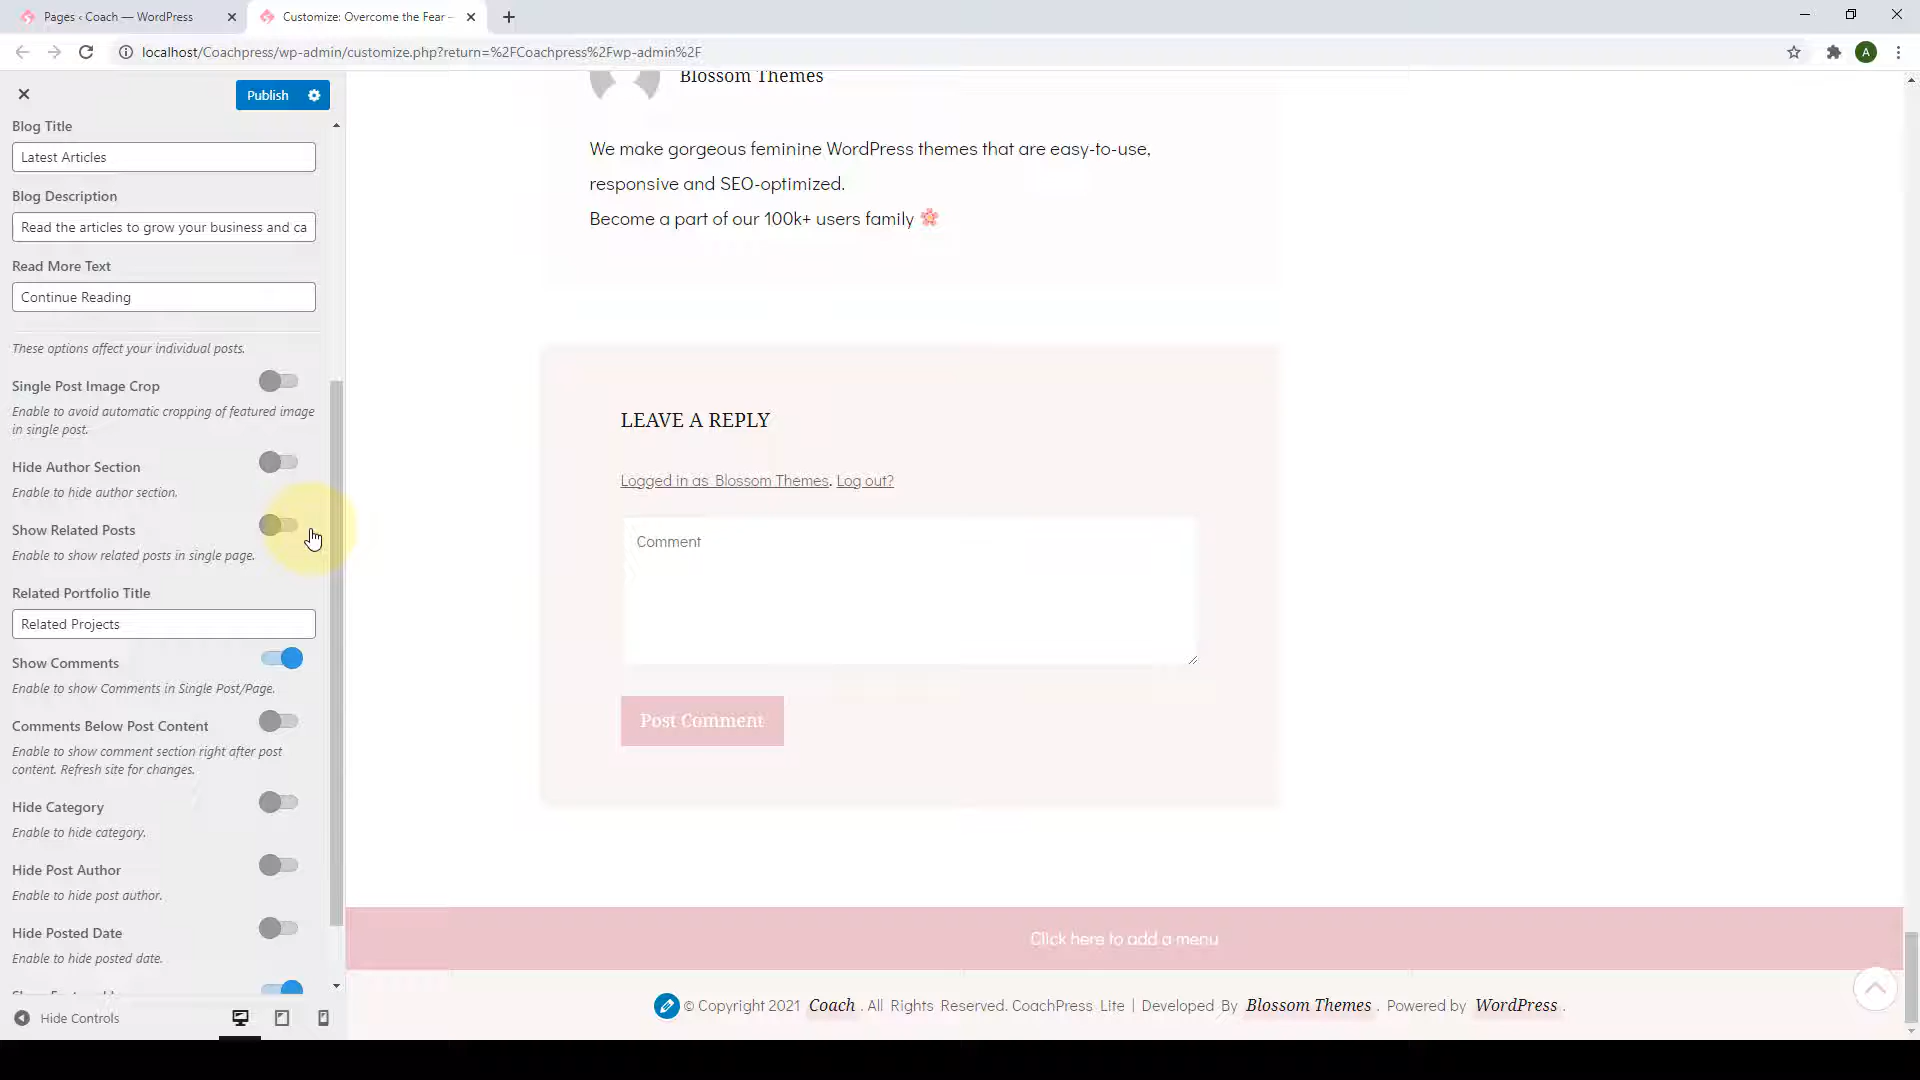 Pages ‹ Coach — WordPress
Customize: Overcome the Fear –
localhost/Coachpress/wp-admin/customize.php?return=%2FCoachpress%2Fwp-admin%2F
A
Publish
Blog Title
Latest Articles
Blog Description
Read the articles to grow your business and ca
Read More Text
Continue Reading
These options affect your individual posts.
Single Post Image Crop
Enable to avoid automatic cropping of featured image
in single post.
Hide Author Section
Enable to hide author section.
Show Related Posts
Enable to show related posts in single page.
Related Portfolio Title
Related Projects
Show Comments
Enable to show Comments in Single Post/Page.
Comments Below Post Content
Enable to show comment section right after post
content. Refresh site for changes.
Hide Category
Enable to hide category.
Hide Post Author
Enable to hide post author.
Hide Posted Date
Enable to hide posted date.
Hide Controls
Blossom Themes
We make gorgeous feminine WordPress themes that are easy-to-use,
responsive and SEO-optimized.
Become a part of our 100k+ users family 🌸
LEAVE A REPLY
Logged in as Blossom Themes. Log out?
Comment
Post Comment
Click here to add a menu
© Copyright 2021 Coach . All Rights Reserved. CoachPress Lite | Developed By Blossom Themes . Powered by WordPress .